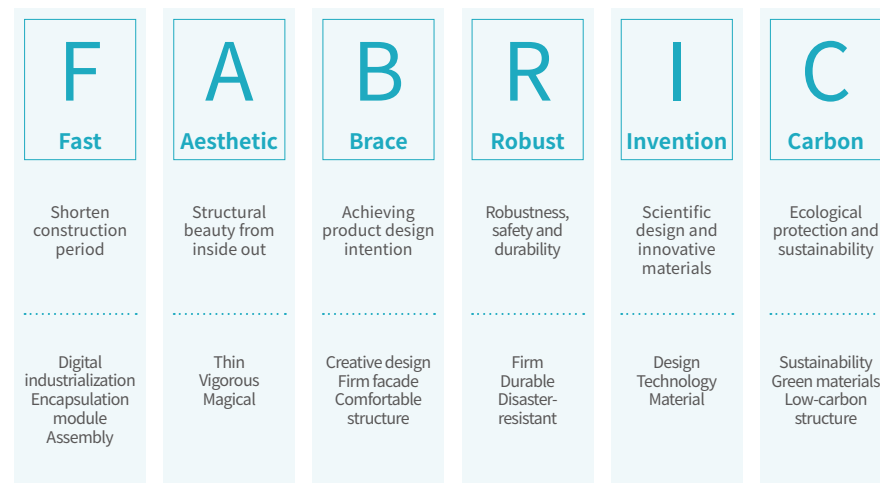 F
Fast
Shorten
construction
period
Digital
industrialization
Encapsulation
module
Assembly
A
Aesthetic
Structural
beauty from
inside out
Thin
Vigorous
Magical
B
Brace
Achieving
product design
intention
Creative design
Firm facade
Comfortable
structure
R
Robust
Robustness,
safety and
durability
Firm
Durable
Disaster-
resistant
I
Invention
Scientific
design and
innovative
materials
Design
Technology
Material
C
Carbon
Ecological
protection and
sustainability
Sustainability
Green materials
Low-carbon
structure